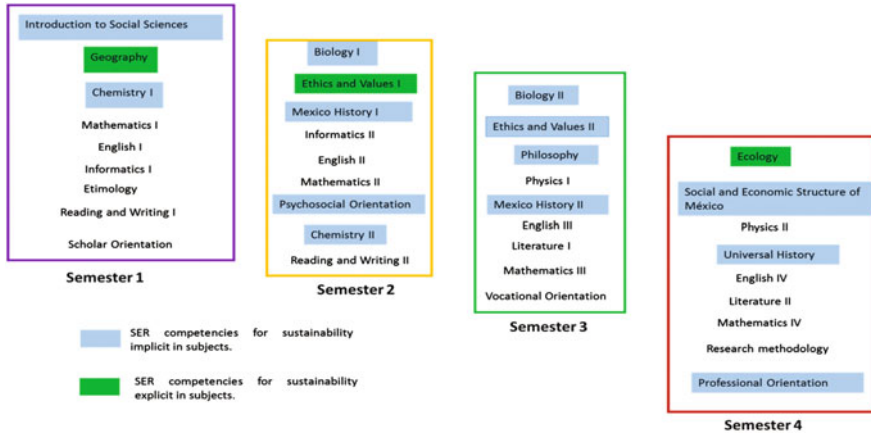 Introduction to Social Sciences
Geography
Chemistry I
Mathematics I
English I
Informatics I
Etimology
Reading and Writing I
Scholar Orientation
Semester 1
Biology I
Ethics and Values I
Mexico History I
Informatics II
English II
Mathematics II
Psychosocial Orientation
Chemistry II
Reading and Writing II
Semester 2
Biology II
Ethics and Values II
Philosophy
Physics I
Mexico History II
English III
Literature I
Mathematics III
Vocational Orientation
Semester 3
Ecology
Social and Economic Structure of
México
Physics II
Universal History
English IV
Literature II
Mathematics IV
Research methodology
Professional Orientation
Semester 4
SER competencies for sustainability
implicit in subjects.
SER competencies for sustainability
explicit in subjects.